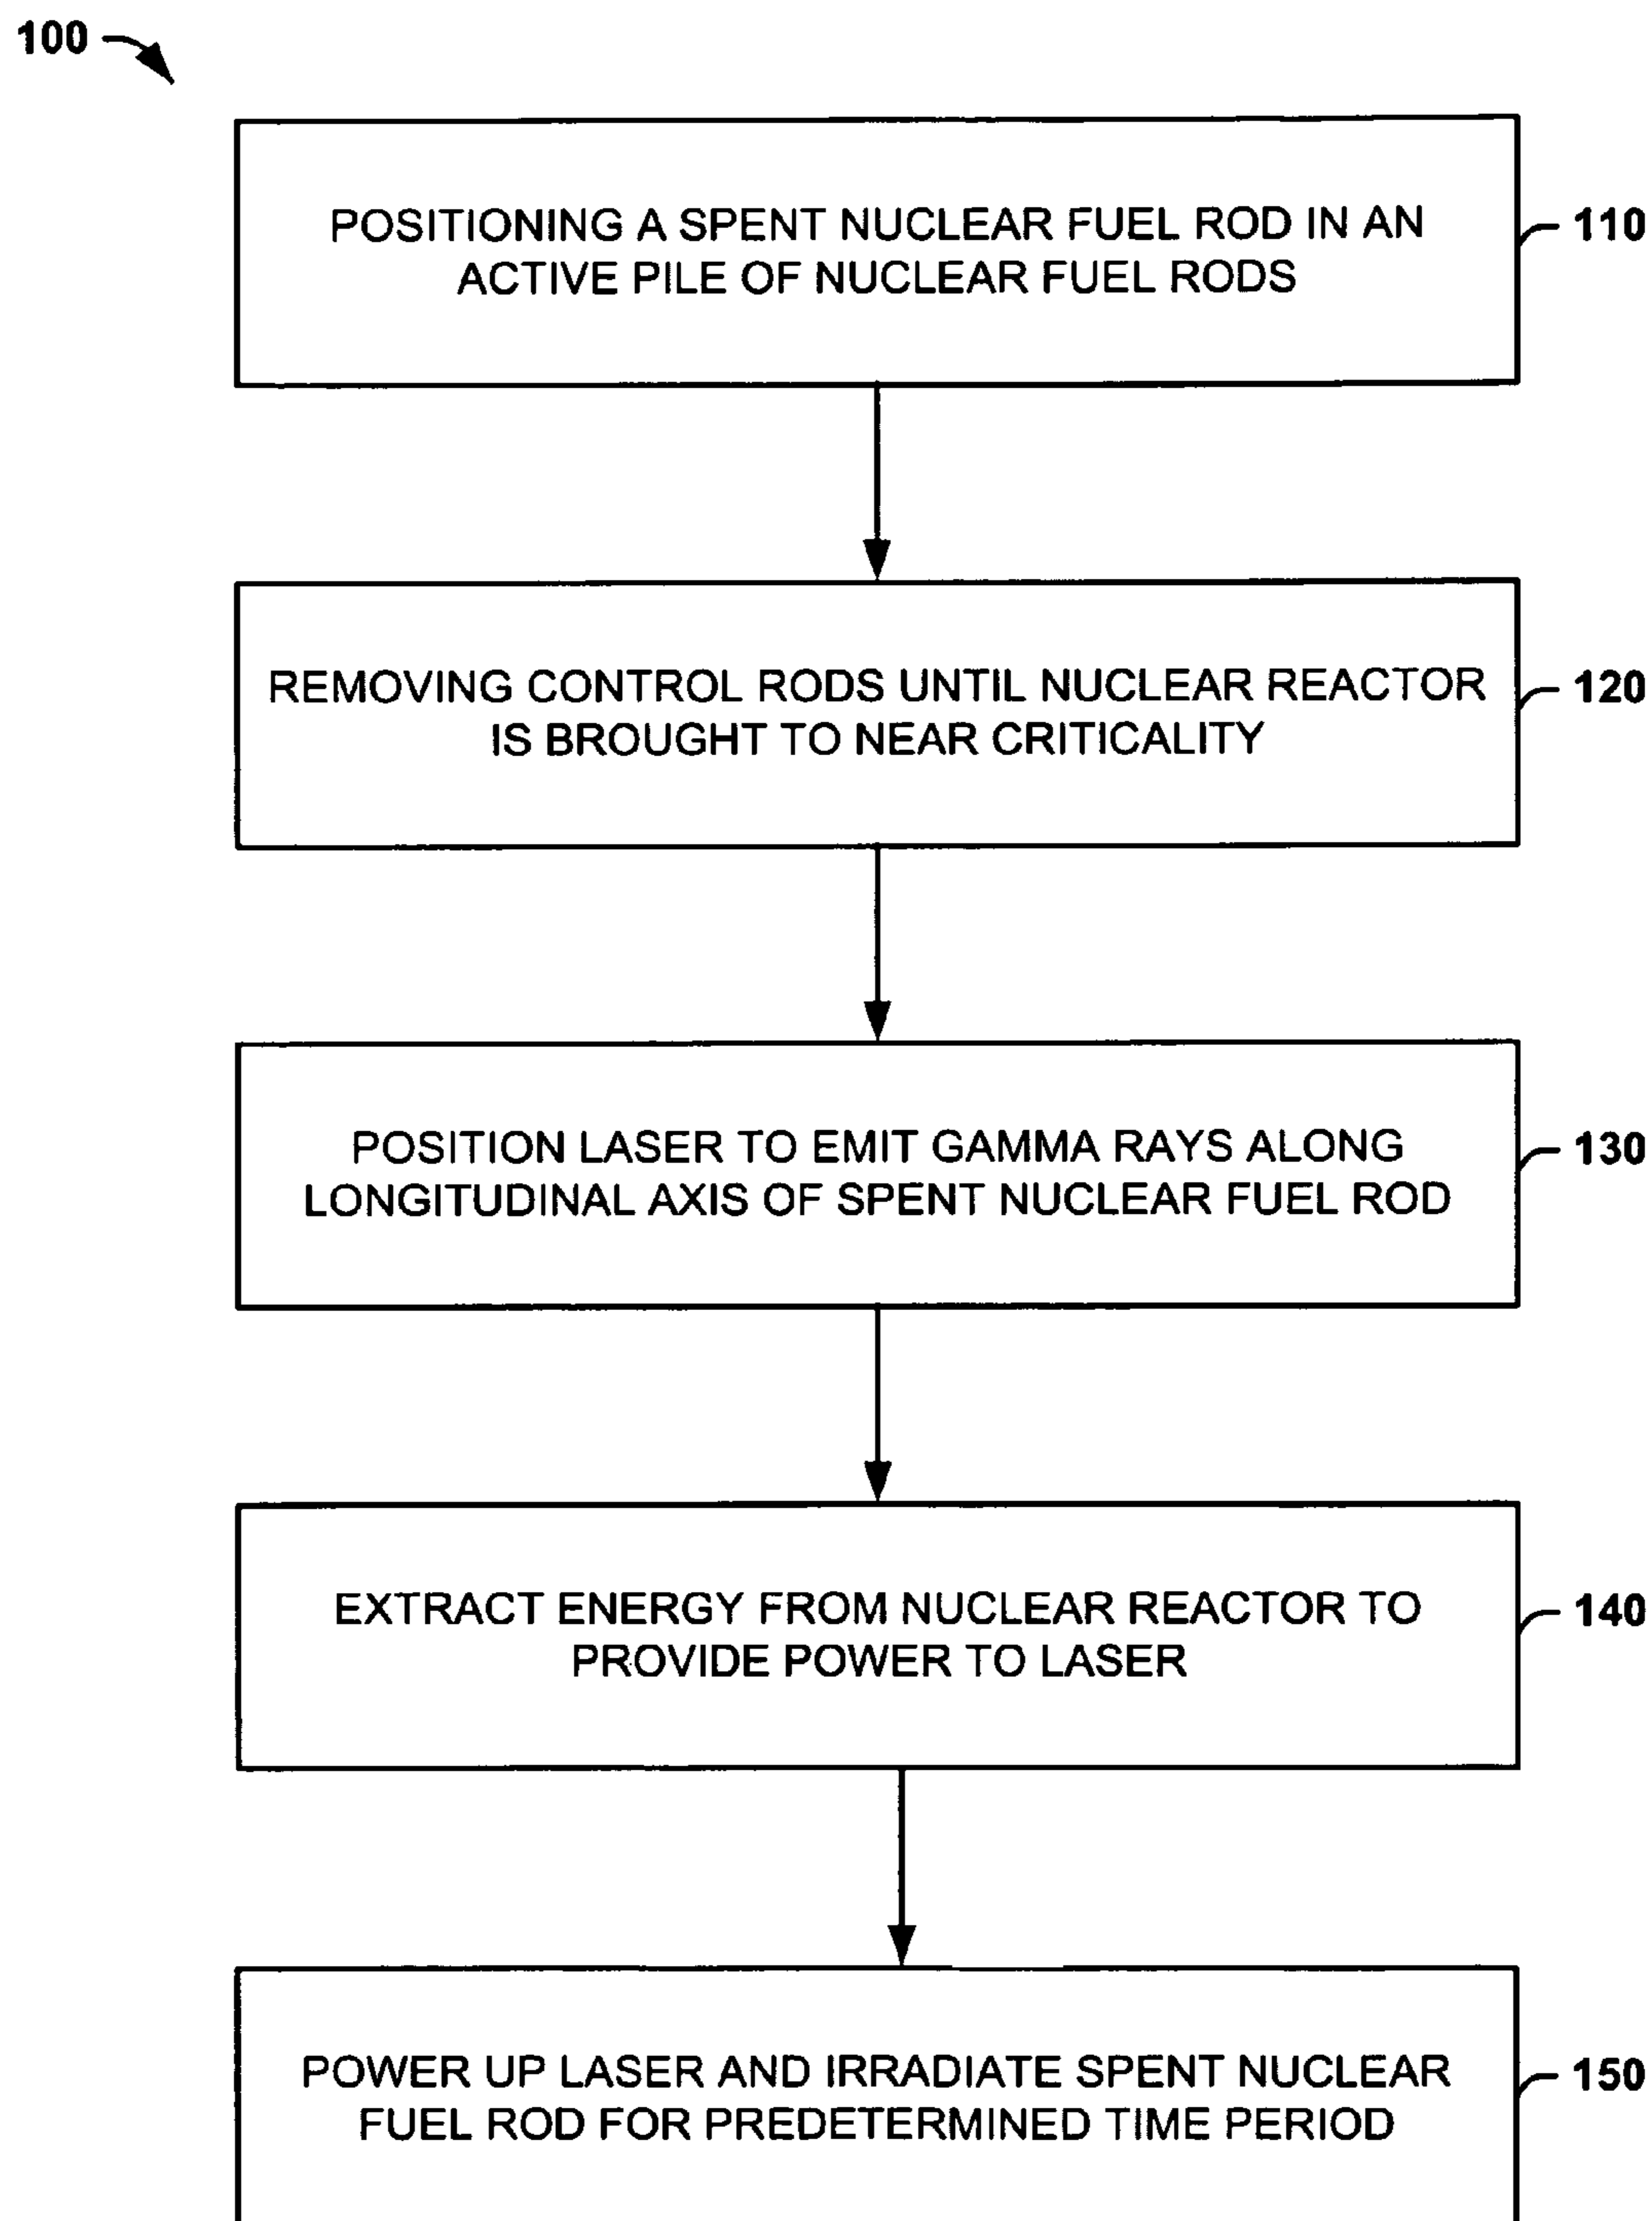 100
POSITIONING A SPENT NUCLEAR FUEL ROD IN AN
ACTIVE PILE OF NUCLEAR FUEL RODS
110
REMOVING CONTROL RODS UNTIL NUCLEAR REACTOR
IS BROUGHT TO NEAR CRITICALITY
120
POSITION LASER TO EMIT GAMMA RAYS ALONG
LONGITUDINAL AXIS OF SPENT NUCLEAR FUEL ROD
130
EXTRACT ENERGY FROM NUCLEAR REACTOR TO
PROVIDE POWER TO LASER
140
POWER UP LASER AND IRRADIATE SPENT NUCLEAR
FUEL ROD FOR PREDETERMINED TIME PERIOD
150